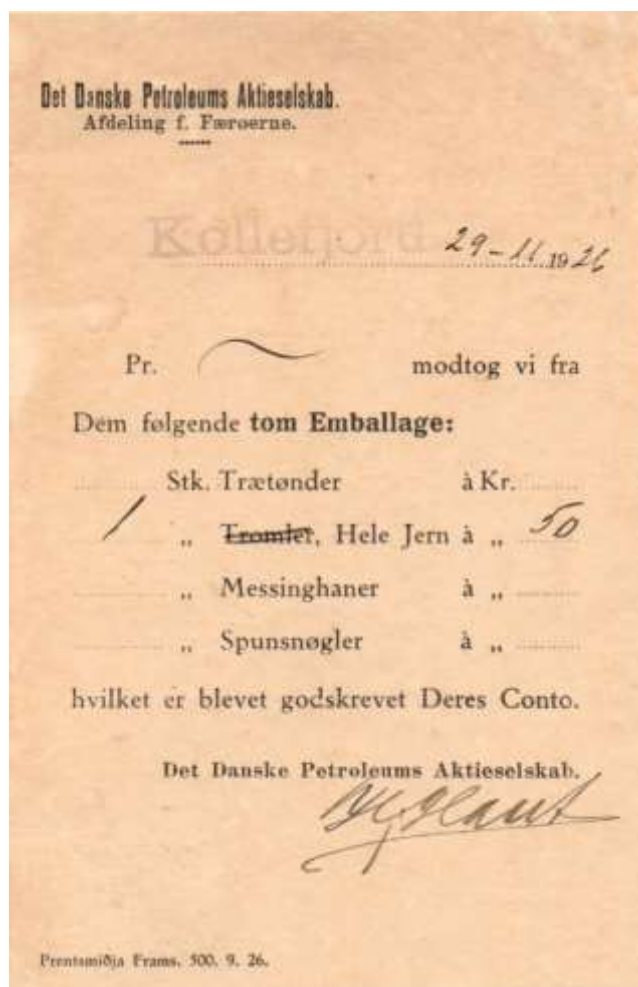 Det Danske Petroleums Aktieselskab.
Afdeling f. Færøerne.
Kollefjord 29-11 1926
Pr. modtog vi fra
Dem følgende tom Emballage:
Stk. Trætønder à Kr.
1 „ Tromler, Hele Jern à „ 50
„ Messinghaner à „
„ Spunsnøgler à „
hvilket er blevet godskrevet Deres Conto.
Det Danske Petroleums Aktieselskab.
Prentsmiðja Frams. 500. 9. 26.